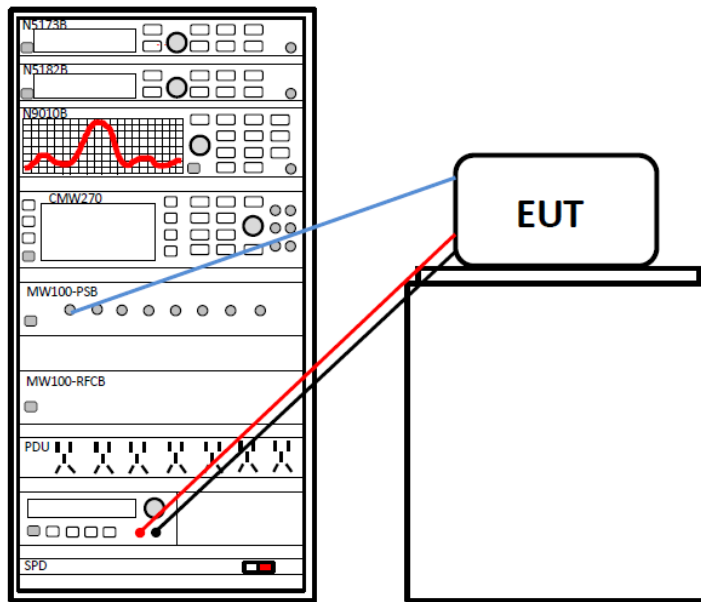 N5173B
N5182B
N9010B
CMW270
EUT
MW100-PSB
MW100-RFCB
PDU
SPD